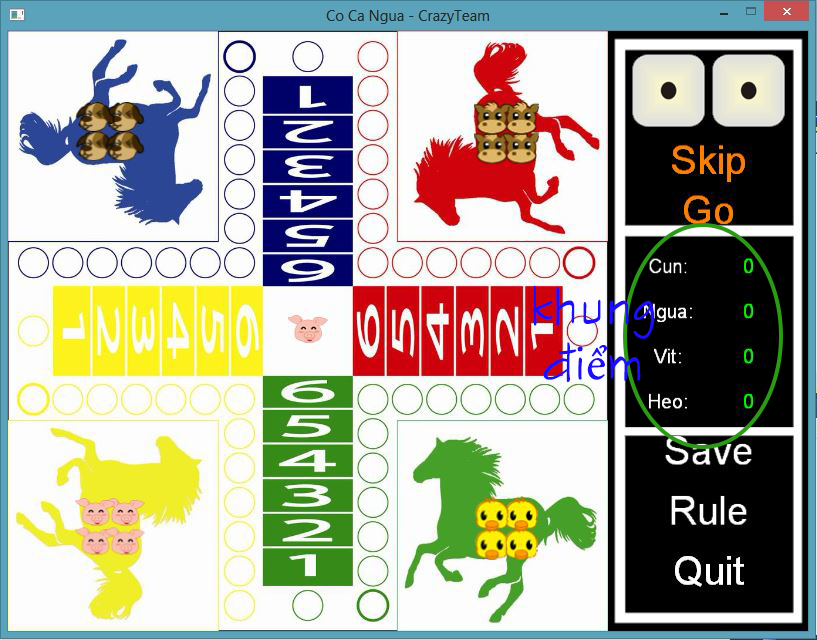 Co Ca Ngua - CrazyTeam
1
2
3
4
5
6
1 2 3 4 5 6
6 5 4 3 2 1
6
5
4
3
2
1
Skip
Go
Cun: 0
Ngua: 0
Vit: 0
Heo: 0
khung
điểm
Save
Rule
Quit